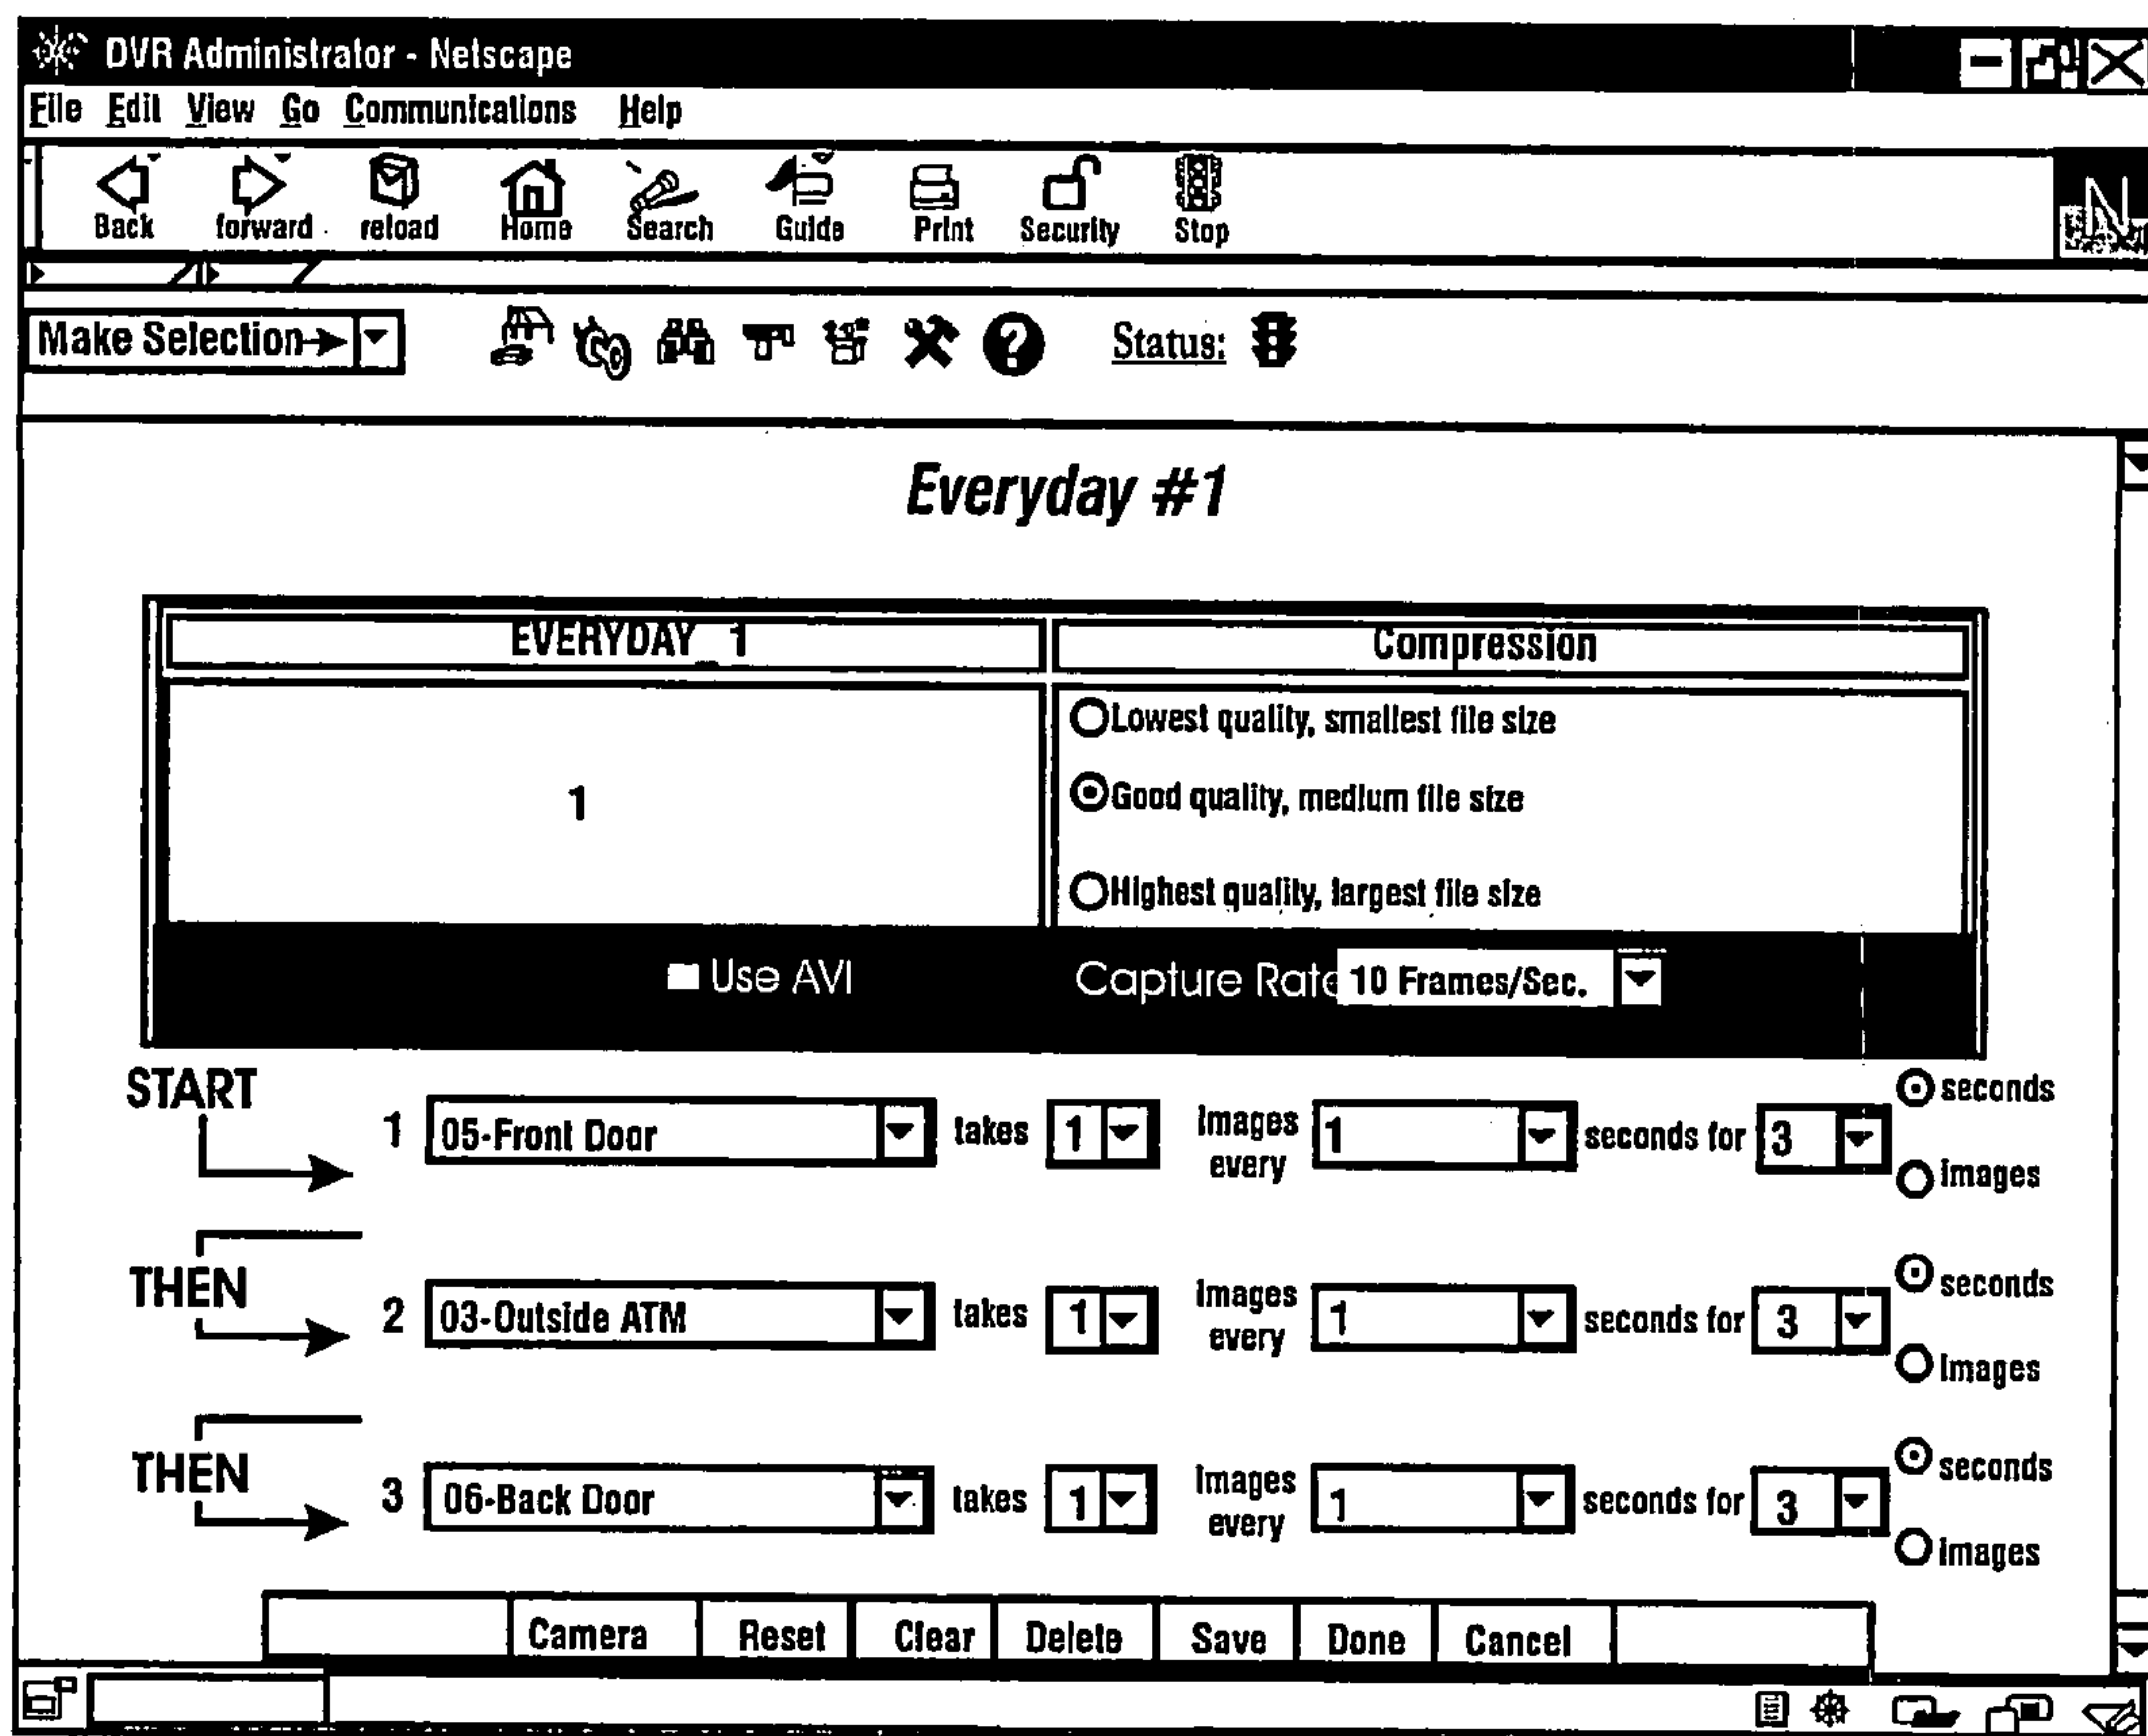 DVR Administrator - Netscape
File Edit View Go Communications Help
Back forward reload Home Search Guide Print Security Stop
N
Make Selection Status:
Everyday #1
EVERYDAY_1 Compression
1
Lowest quality, smallest file size
Good quality, medium file size
Highest quality, largest file size
Use AVI Capture Rate 10 Frames/Sec.
START
1 05-Front Door takes 1 Images every 1 seconds for 3 seconds
images
THEN
2 03-Outside ATM takes 1 Images every 1 seconds for 3 seconds
Images
THEN
3 06-Back Door takes 1 Images every 1 seconds for 3 seconds
Images
Camera Reset Clear Delete Save Done Cancel